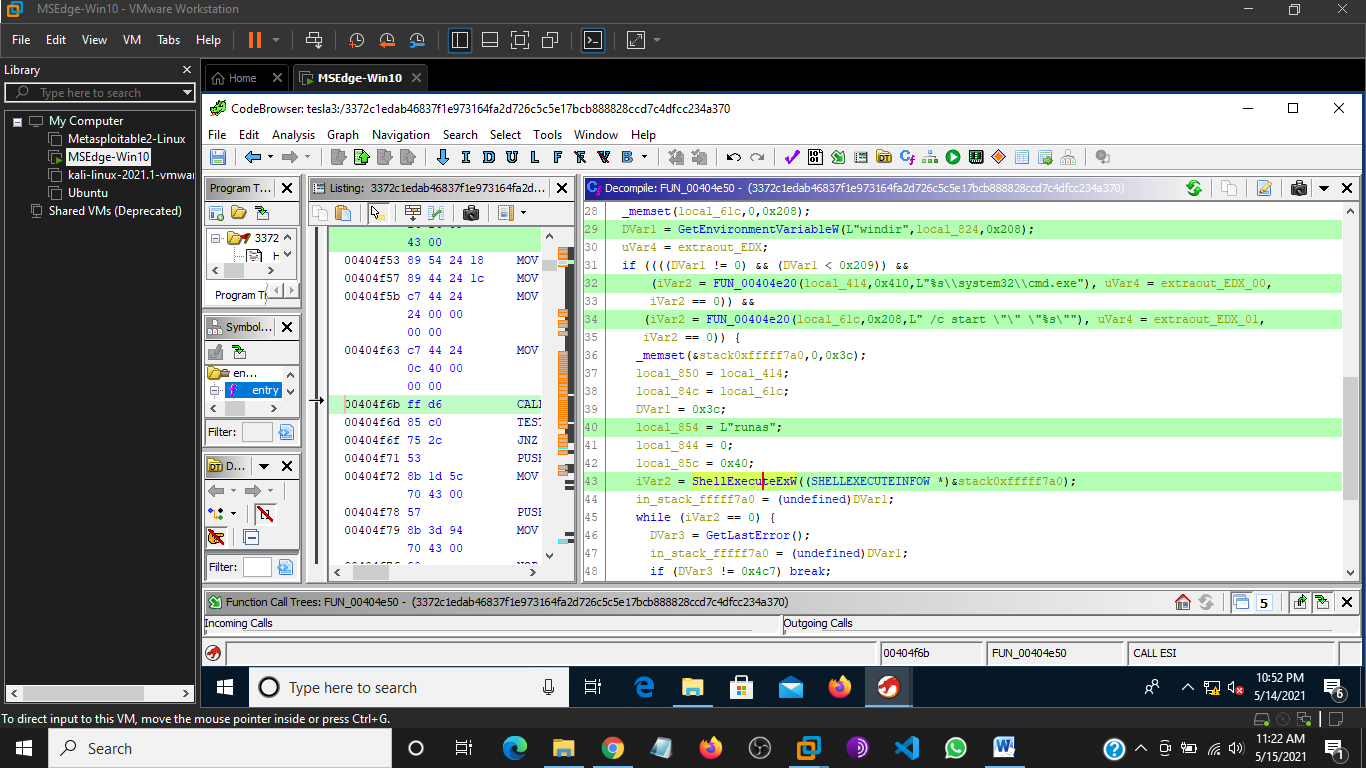 MSEdge-Win10 - VMware Workstation
File Edit View VM Tabs Help
Library
Type here to search
My Computer
Metasploitable2-Linux
MSEdge-Win10
kali-linux-2021.1-vmwar
Ubuntu
Shared VMs (Deprecated)
Home
MSEdge-Win10
CodeBrowser: tesla3:/3372c1edab46837f1e973164fa2d726c5c5e17bcb888828ccd7c4dfcc234a370
File Edit Analysis Graph Navigation Search Select Tools Window Help
I D U L F R V B
Program T...
3372
Program Ti
Symbol...
en...
entry
Filter:
D...
Filter:
Listing: 3372c1edab46837f1e973164fa2d...
43 00
00404f53 89 54 24 18 MOV
00404f57 89 44 24 1c MOV
00404f5b c7 44 24 MOV
24 00 00
00 00
00404f63 c7 44 24 MOV
0c 40 00
00 00
00404f6b ff d6 CALL
00404f6d 85 c0 TEST
00404f6f 75 2c JNZ
00404f71 53 PUSH
00404f72 8b 1d 5c MOV
70 43 00
00404f78 57 PUSH
00404f79 8b 3d 94 MOV
70 43 00
Decompile: FUN_00404e50 - (3372c1edab46837f1e973164fa2d726c5c5e17bcb888828ccd7c4dfcc234a370)
28 _memset(local_61c,0,0x208);
29 DVar1 = GetEnvironmentVariableW(L"windir",local_824,0x208);
30 uVar4 = extraout_EDX;
31 if ((((DVar1 != 0) && (DVar1 < 0x209)) &&
32 (iVar2 = FUN_00404e20(local_414,0x410,L"%s\\system32\\cmd.exe"), uVar4 = extraout_EDX_00,
33 iVar2 == 0)) &&
34 (iVar2 = FUN_00404e20(local_61c,0x208,L" /c start \"\" \"%s\""), uVar4 = extraout_EDX_01,
35 iVar2 == 0)) {
36 _memset(&stack0xfffff7a0,0,0x3c);
37 local_850 = local_414;
38 local_84c = local_61c;
39 DVar1 = 0x3c;
40 local_854 = L"runas";
41 local_844 = 0;
42 local_85c = 0x40;
43 iVar2 = ShellExecuteExW((SHELLEXECUTEINFOW *)&stack0xfffff7a0);
44 in_stack_fffff7a0 = (undefined)DVar1;
45 while (iVar2 == 0) {
46 DVar3 = GetLastError();
47 in_stack_fffff7a0 = (undefined)DVar1;
48 if (DVar3 != 0x4c7) break;
Function Call Trees: FUN_00404e50 - (3372c1edab46837f1e973164fa2d726c5c5e17bcb888828ccd7c4dfcc234a370)
5
Incoming Calls
Outgoing Calls
00404f6b
FUN_00404e50
CALL ESI
Type here to search
10:52 PM
5/14/2021
6
To direct input to this VM, move the mouse pointer inside or press Ctrl+G.
Search
11:22 AM
5/15/2021
1